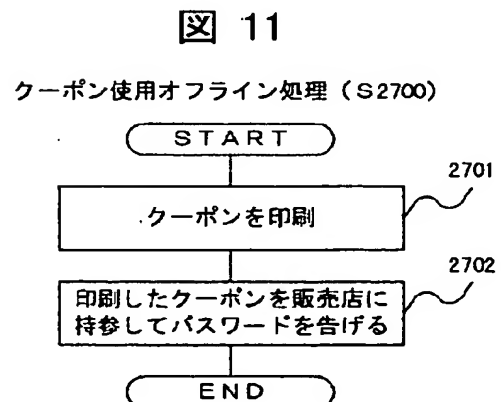 図 11
クーポン使用オフライン処理（S2700）
START
2701
クーポンを印刷
2702
印刷したクーポンを販売店に
持参してパスワードを告げる
END